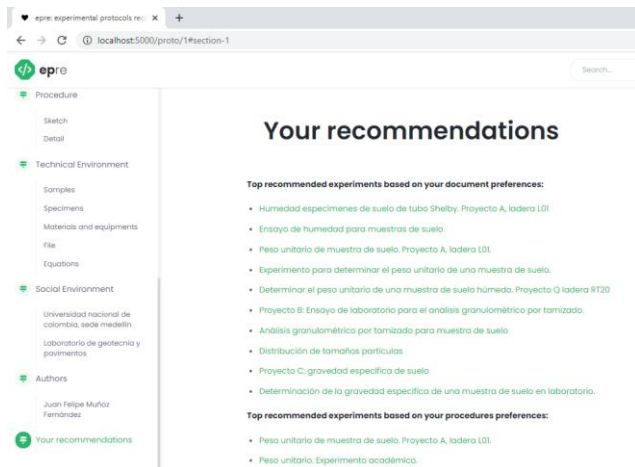 epre: experimental protocols rec
localhost:5000/proto/1#section-1
epre
Search...
Procedure
Sketch
Detail
Technical Environment
Samples
Specimens
Materials and equipments
File
Equations
Social Environment
Universidad nacional de
colombia, sede medellín
Laboratorio de geotecnia y
pavimentos
Authors
Juan Felipe Muñoz
Fernández
Your recommendations
Your recommendations
Top recommended experiments based on your document preferences:
Humedad especimenes de suelo de tubo Shelby. Proyecto A, ladera L01
Ensayo de humedad para muestras de suelo
Peso unitario de muestra de suelo. Proyecto A, ladera L01.
Experimento para determinar el peso unitario de una muestra de suelo.
Determinar el peso unitario de una muestra de suelo húmedo. Proyecto Q ladera RT20
Proyecto B: Ensayo de laboratorio para el análisis granulométrico por tamizado.
Análisis granulométrico por tamizado para muestra de suelo
Distribución de tamaños partículas
Proyecto C: gravedad específica de suelo
Determinación de la gravedad específica de una muestra de suelo en laboratorio.
Top recommended experiments based on your procedures preferences:
Peso unitario de muestra de suelo. Proyecto A, ladera L01.
Peso unitario. Experimento académico.